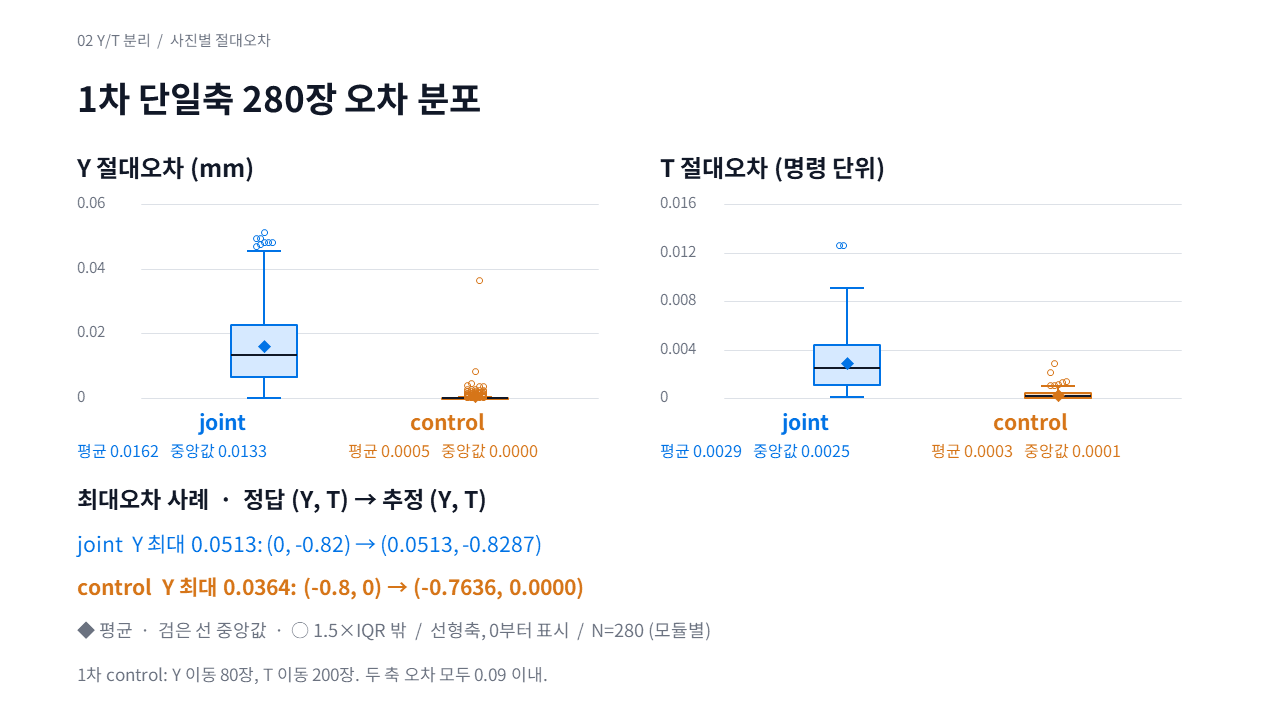 02 Y/T 분리 / 사진별 절대오차
1차 단일축 280장 오차 분포
Y 절대오차 (mm)
0.06
0.04
0.02
0
joint
control
평균 0.0162 중앙값 0.0133
평균 0.0005 중앙값 0.0000
T 절대오차 (명령 단위)
0.016
0.012
0.008
0.004
0
joint
control
평균 0.0029 중앙값 0.0025
평균 0.0003 중앙값 0.0001
최대오차 사례 · 정답 (Y, T) → 추정 (Y, T)
joint Y 최대 0.0513: (0, -0.82) → (0.0513, -0.8287)
control Y 최대 0.0364: (-0.8, 0) → (-0.7636, 0.0000)
◆ 평균 · 검은 선 중앙값 · ○ 1.5×IQR 밖 / 선형축, 0부터 표시 / N=280 (모듈별)
1차 control: Y 이동 80장, T 이동 200장. 두 축 오차 모두 0.09 이내.